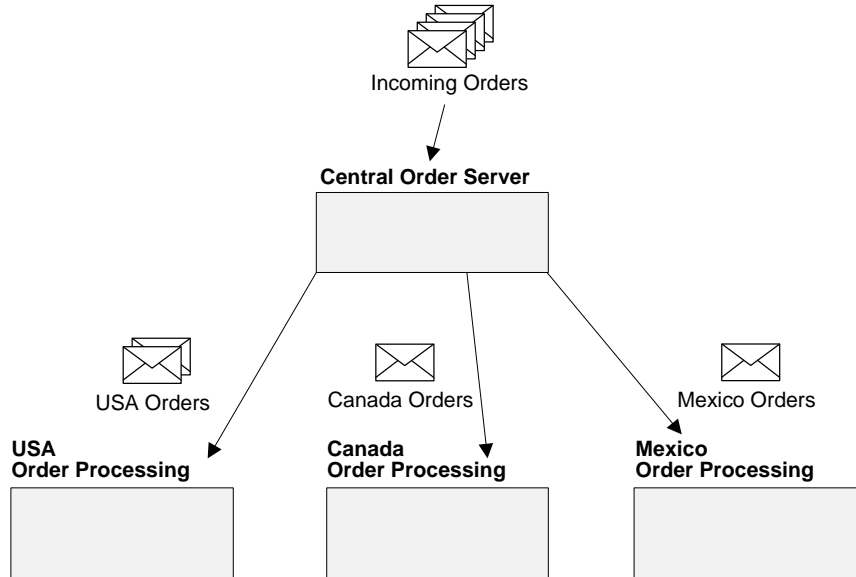 Incoming Orders
Central Order Server
USA Orders
Canada Orders
Mexico Orders
USA
Order Processing
Canada
Order Processing
Mexico
Order Processing